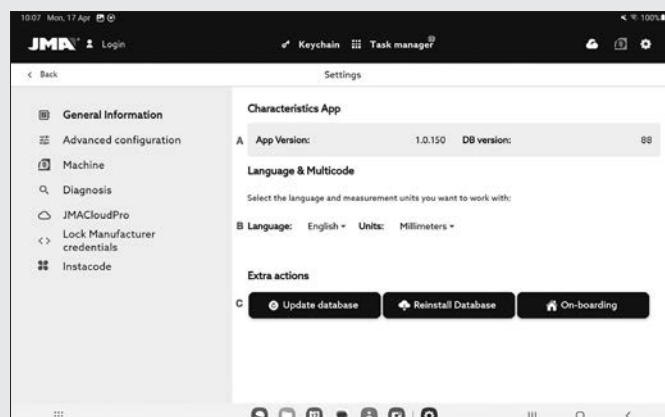 10:07 Mon, 17 Apr 100%
JMA Login Keychain Task manager
< Back Settings
General Information
Advanced configuration
Machine
Diagnosis
JMACloudPro
Lock Manufacturer
credentials
Instacode
Characteristics App
A App Version: 1.0.150 DB version: 88
Language & Multicode
Select the language and measurement units you want to work with:
B Language: English Units: Millimeters
Extra actions
C Update database Reinstall Database On-boarding